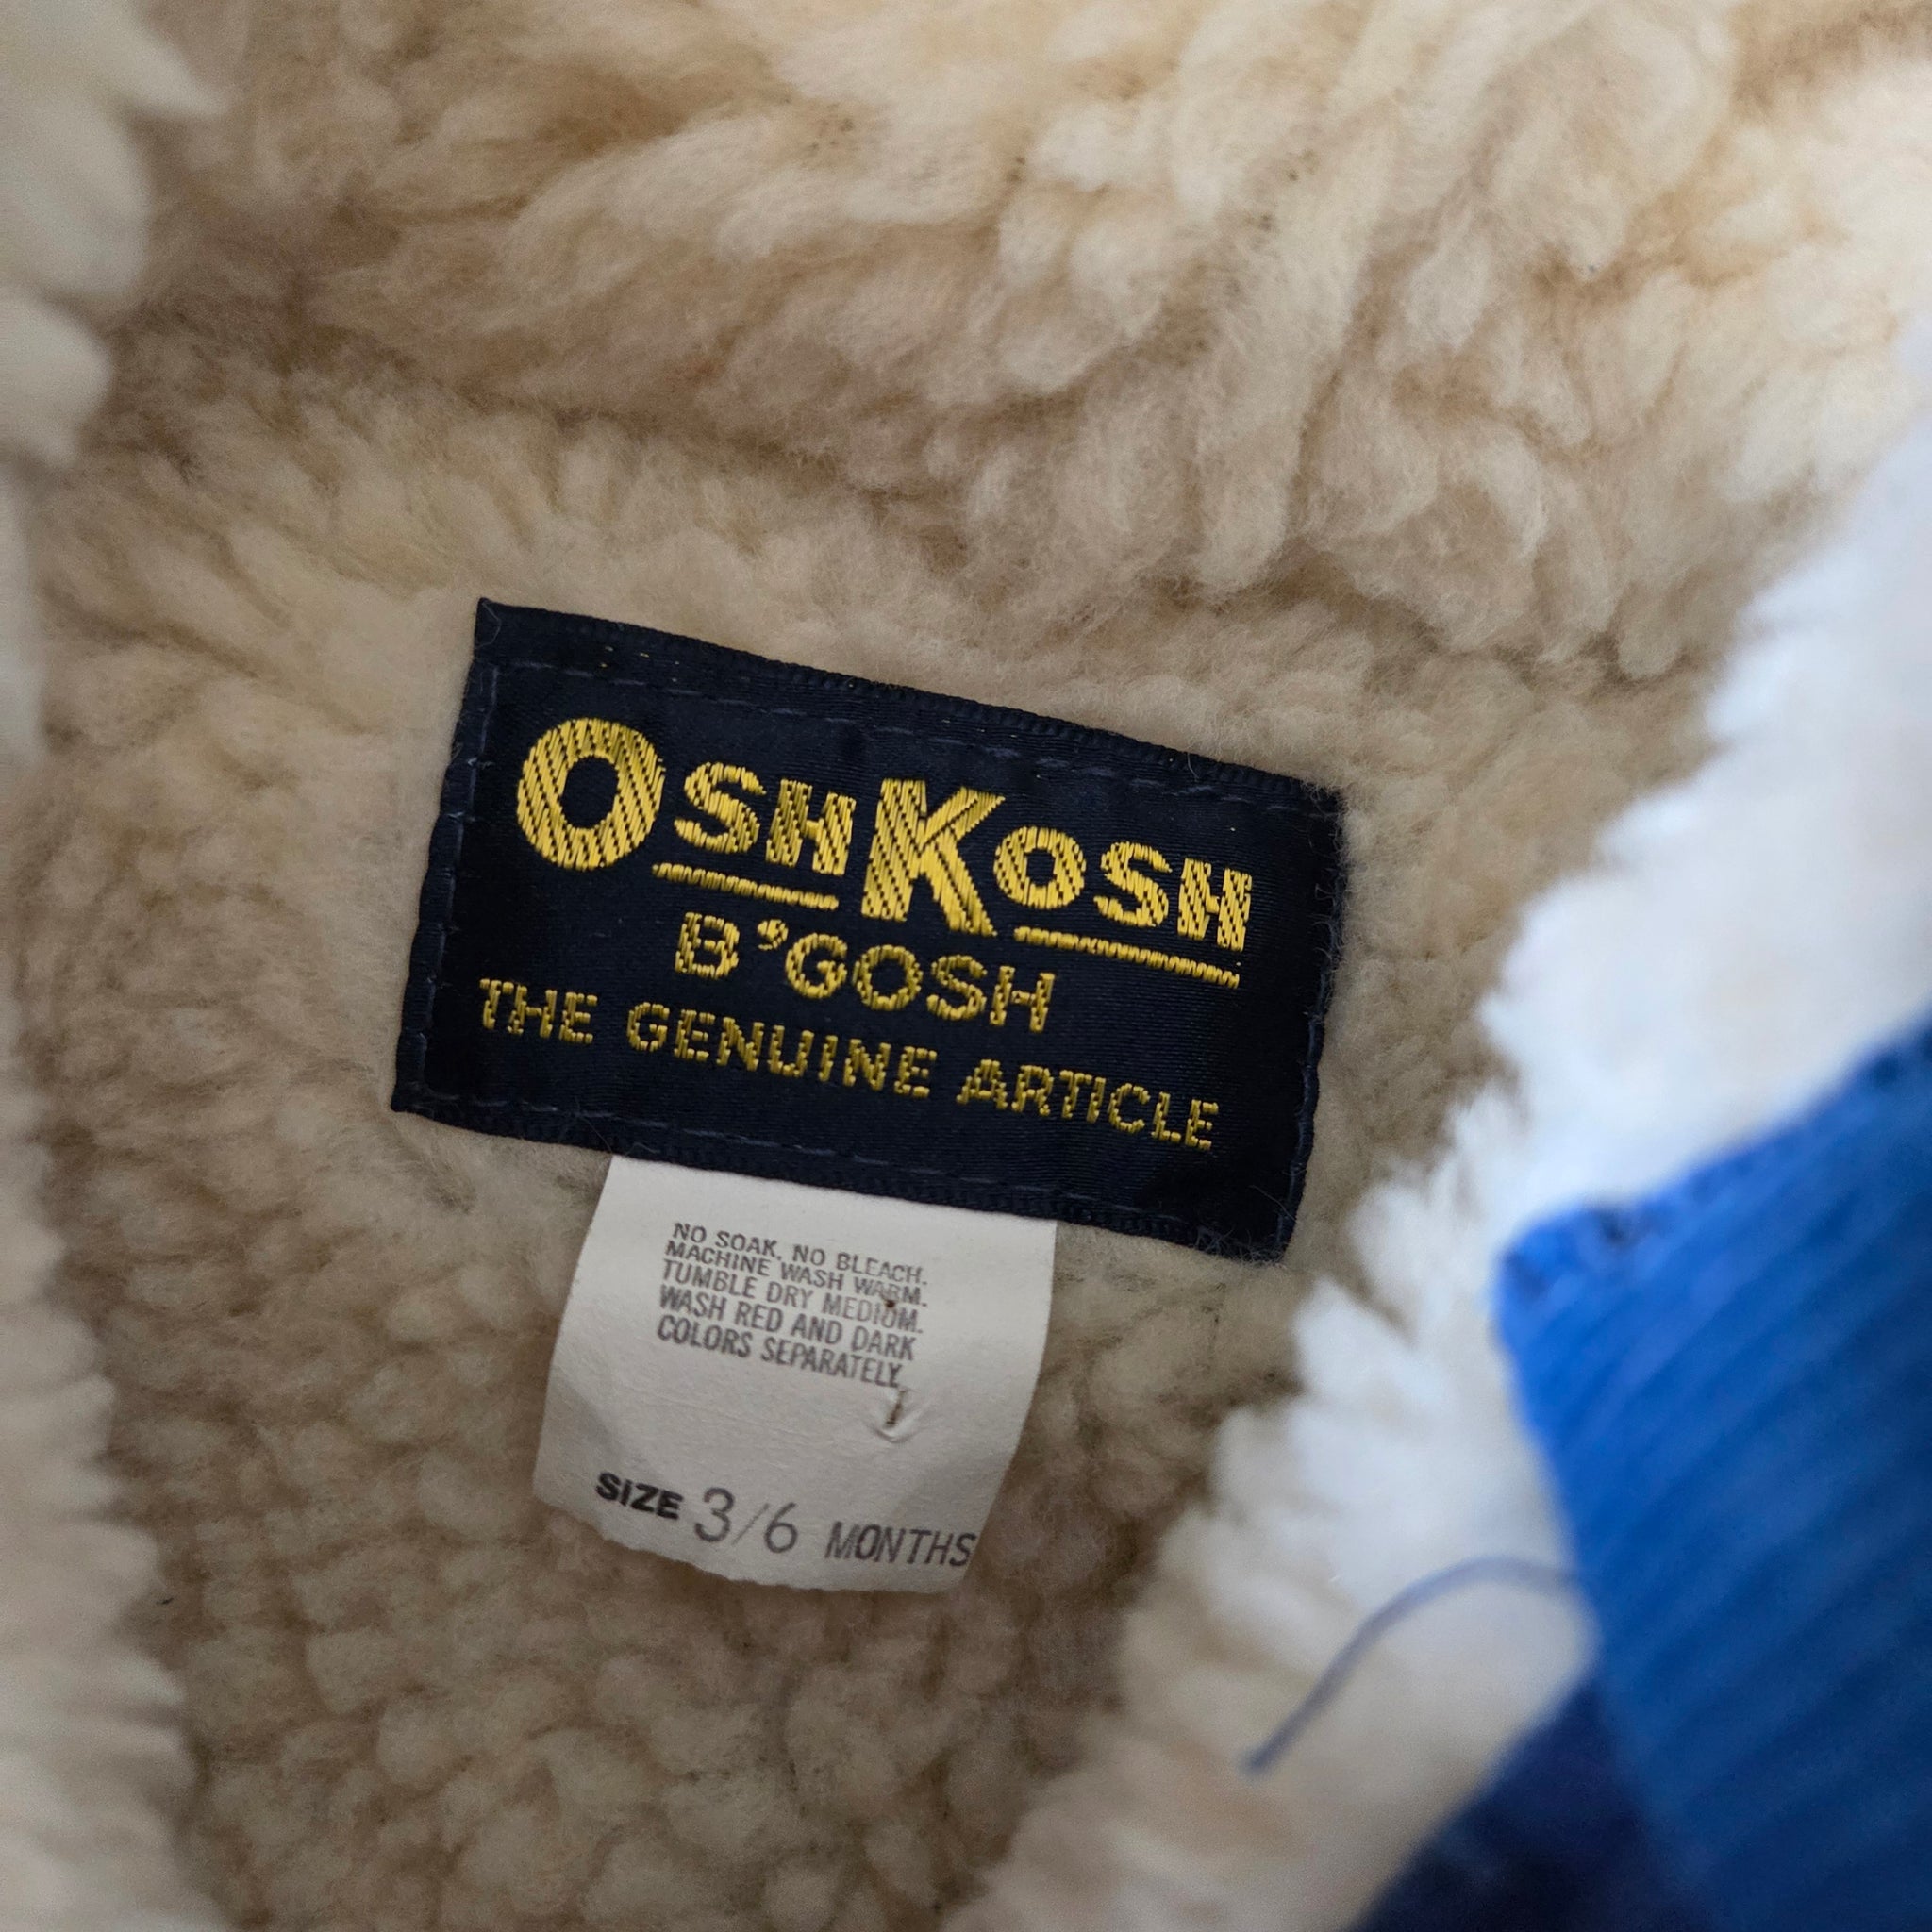 OSHKOSH
B'GOSH
THE GENUINE ARTICLE
NO SOAK. NO BLEACH.
MACHINE WASH WARM.
TUMBLE DRY MEDIUM.
WASH RED AND DARK
COLORS SEPARATELY.
SIZE 3/6 MONTHS